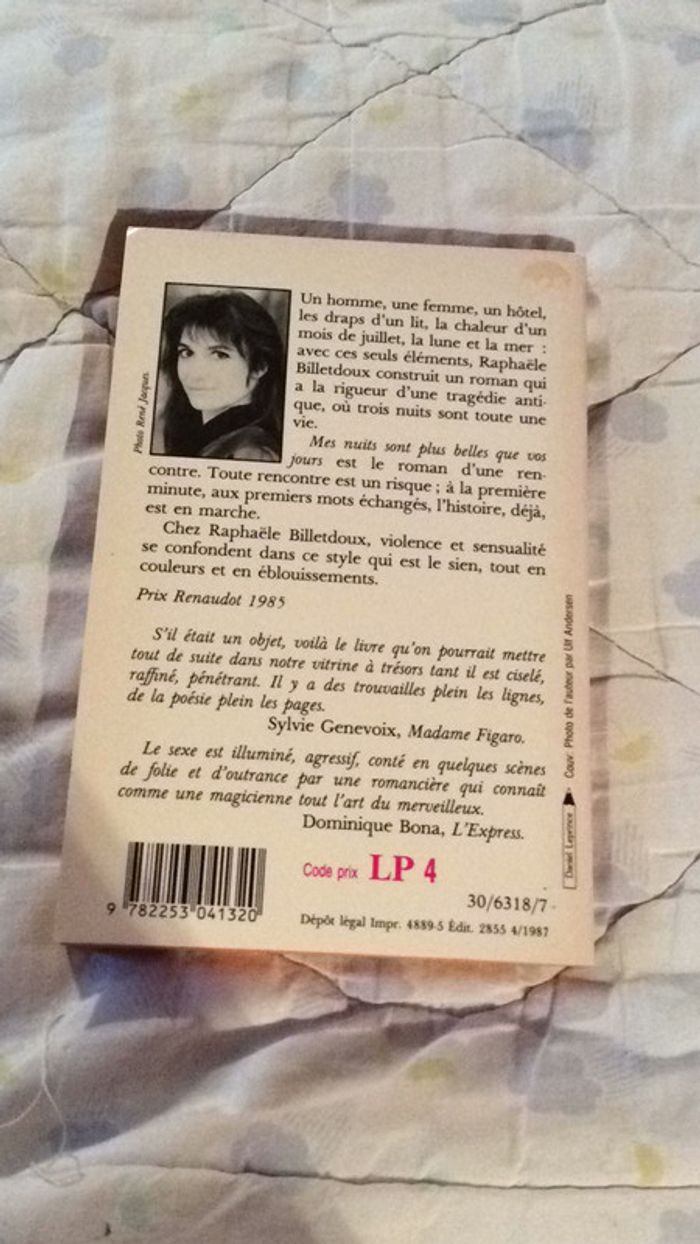 Photo René Jacques.
Un homme, une femme, un hôtel,
les draps d'un lit, la chaleur d'un
mois de juillet, la lune et la mer :
avec ces seuls éléments, Raphaële
Billetdoux construit un roman qui
a la rigueur d'une tragédie anti-
que, où trois nuits sont toute une
vie.
Mes nuits sont plus belles que vos
jours est le roman d'une ren-
contre. Toute rencontre est un risque ; à la première
minute, aux premiers mots échangés, l'histoire, déjà,
est en marche.
Chez Raphaële Billetdoux, violence et sensualité
se confondent dans ce style qui est le sien, tout en
couleurs et en éblouissements.
Prix Renaudot 1985
S'il était un objet, voilà le livre qu'on pourrait mettre
tout de suite dans notre vitrine à trésors tant il est ciselé,
raffiné, pénétrant. Il y a des trouvailles plein les lignes,
de la poésie plein les pages.
Sylvie Genevoix, Madame Figaro.
Le sexe est illuminé, agressif, conté en quelques scènes
de folie et d'outrance par une romancière qui connaît
comme une magicienne tout l'art du merveilleux.
Dominique Bona, L'Express.
Daniel Leprince
Couv Photo de l'auteur par Ulf Andersen
Code prix LP 4
9 782253 041320
30/6318/7
Dépôt légal Impr. 4889-5 Édit. 2855 4/1987